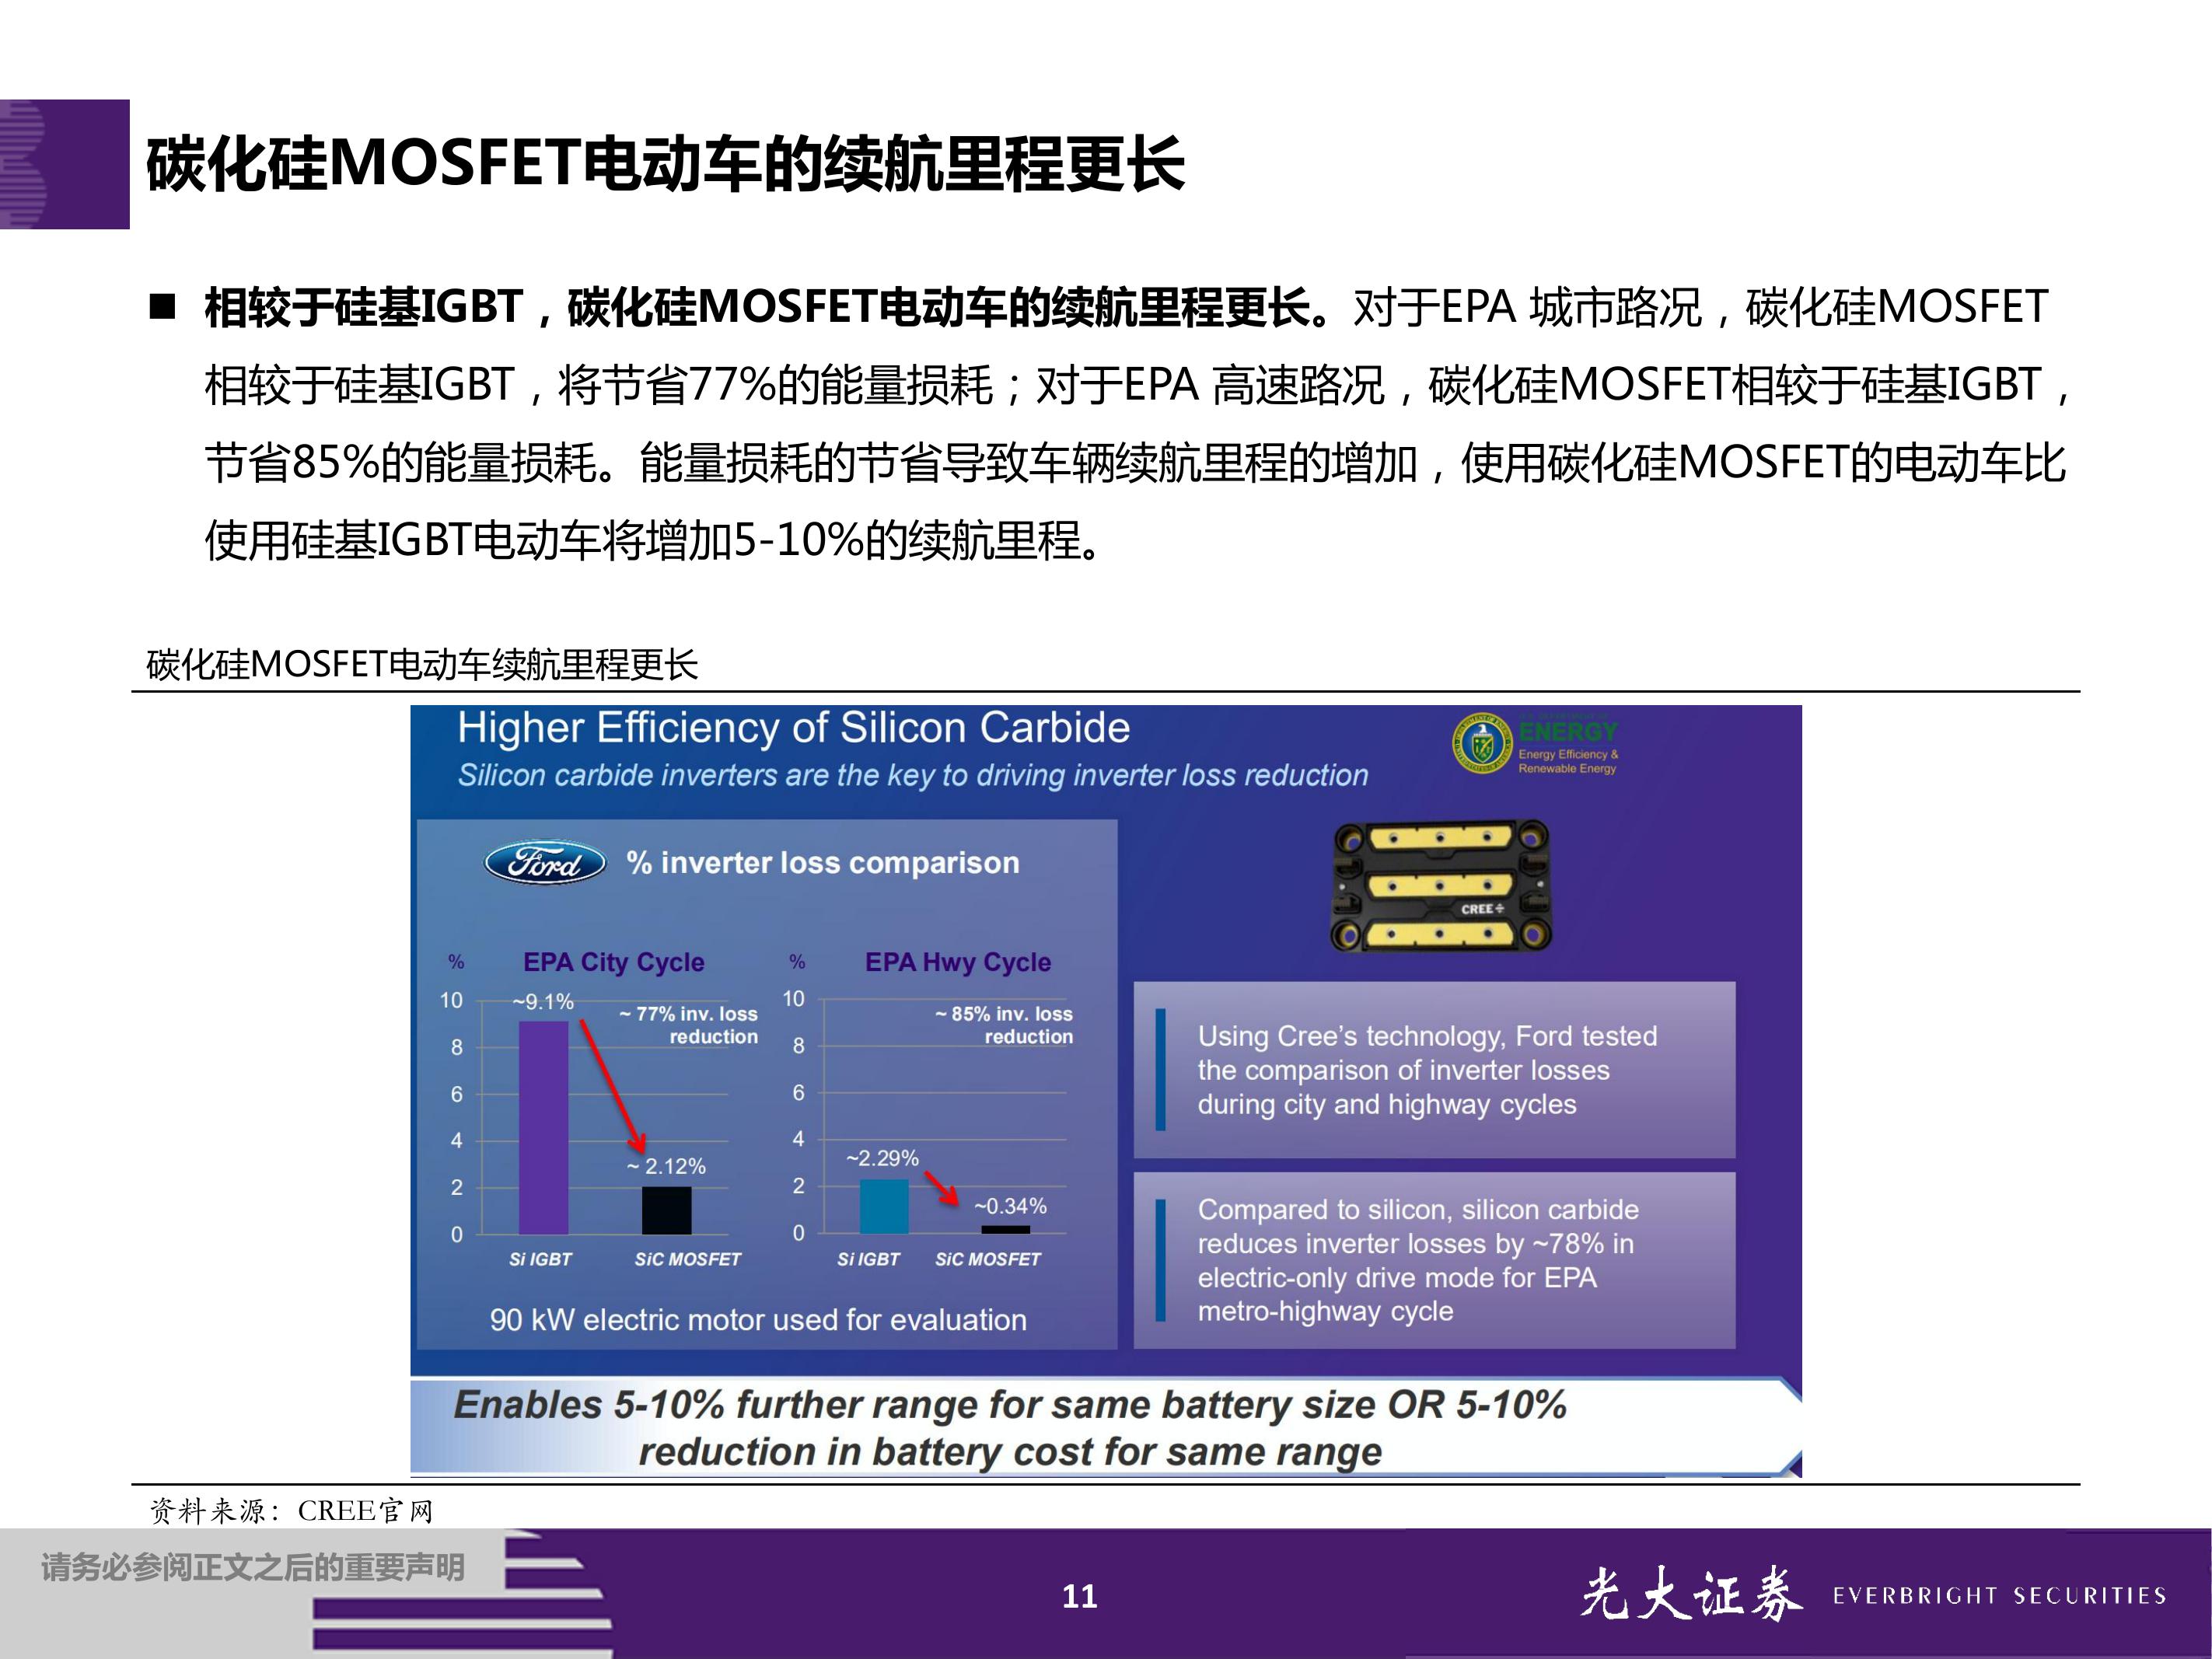 碳化硅MOSFET电动车的续航里程更长
■ 相较于硅基IGBT，碳化硅MOSFET电动车的续航里程更长。对于EPA 城市路况，碳化硅MOSFET
相较于硅基IGBT，将节省77%的能量损耗；对于EPA 高速路况，碳化硅MOSFET相较于硅基IGBT，
节省85%的能量损耗。能量损耗的节省导致车辆续航里程的增加，使用碳化硅MOSFET的电动车比
使用硅基IGBT电动车将增加5-10%的续航里程。
碳化硅MOSFET电动车续航里程更长
Higher Efficiency of Silicon Carbide
Silicon carbide inverters are the key to driving inverter loss reduction
ENERGY
Energy Efficiency &
Renewable Energy
Ford
% inverter loss comparison
% EPA City Cycle
10
8
6
4
2
0
~9.1%
~ 77% inv. loss
reduction
~ 2.12%
Si IGBT
SiC MOSFET
% EPA Hwy Cycle
10
8
6
4
2
0
~ 85% inv. loss
reduction
~2.29%
~0.34%
Si IGBT
SiC MOSFET
90 kW electric motor used for evaluation
CREE
Using Cree’s technology, Ford tested
the comparison of inverter losses
during city and highway cycles
Compared to silicon, silicon carbide
reduces inverter losses by ~78% in
electric-only drive mode for EPA
metro-highway cycle
Enables 5-10% further range for same battery size OR 5-10%
reduction in battery cost for same range
资料来源：CREE官网
请务必参阅正文之后的重要声明
11
光大证券 EVERBRIGHT SECURITIES